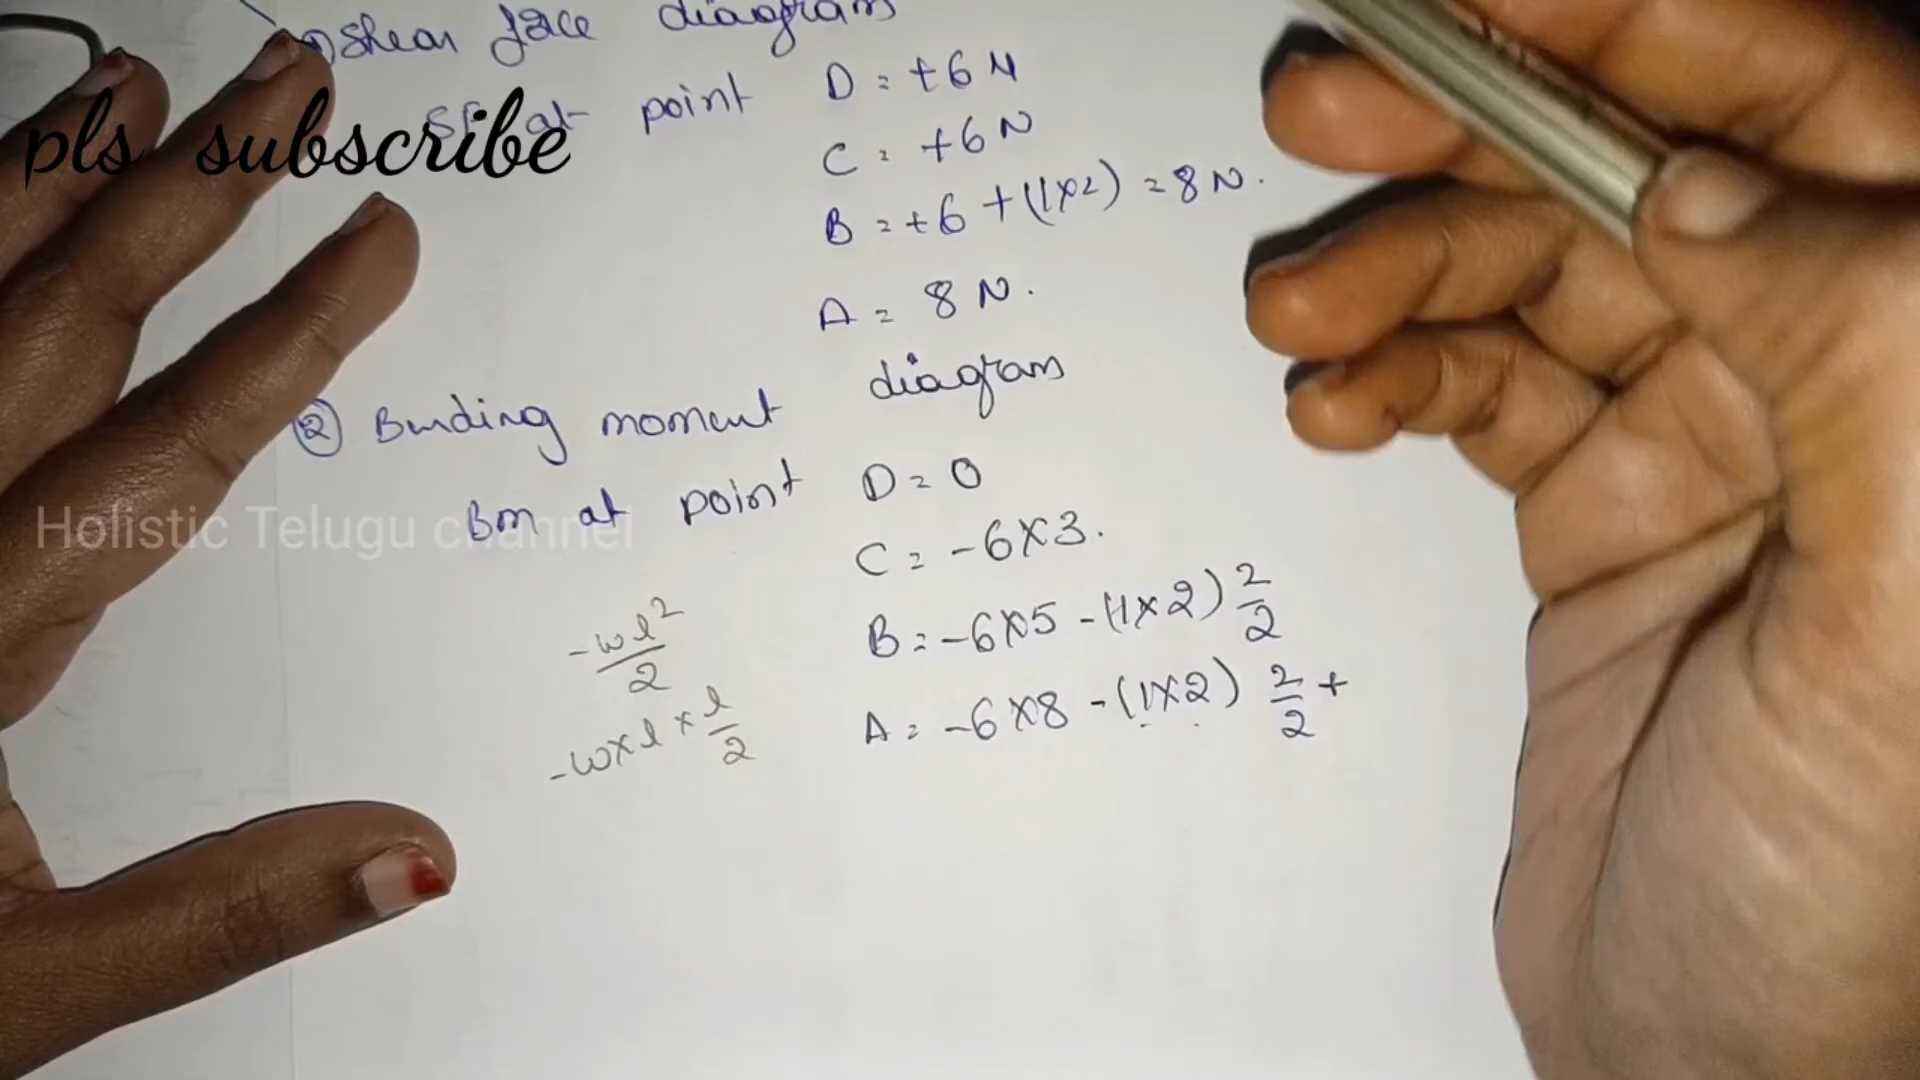 1) Shear force diagram
SF at point D = +6 N
C = +6 N
B = +6 + (1×2) = 8 N.
A = 8 N.
② Bending moment diagram
Bm at point D = 0
C = -6×3.
B = -6×5 - (1×2) 2/2
A = -6×8 - (1×2) 2/2 +
-wl²/2
-w×l×l/2
pls subscribe
Holistic Telugu channel